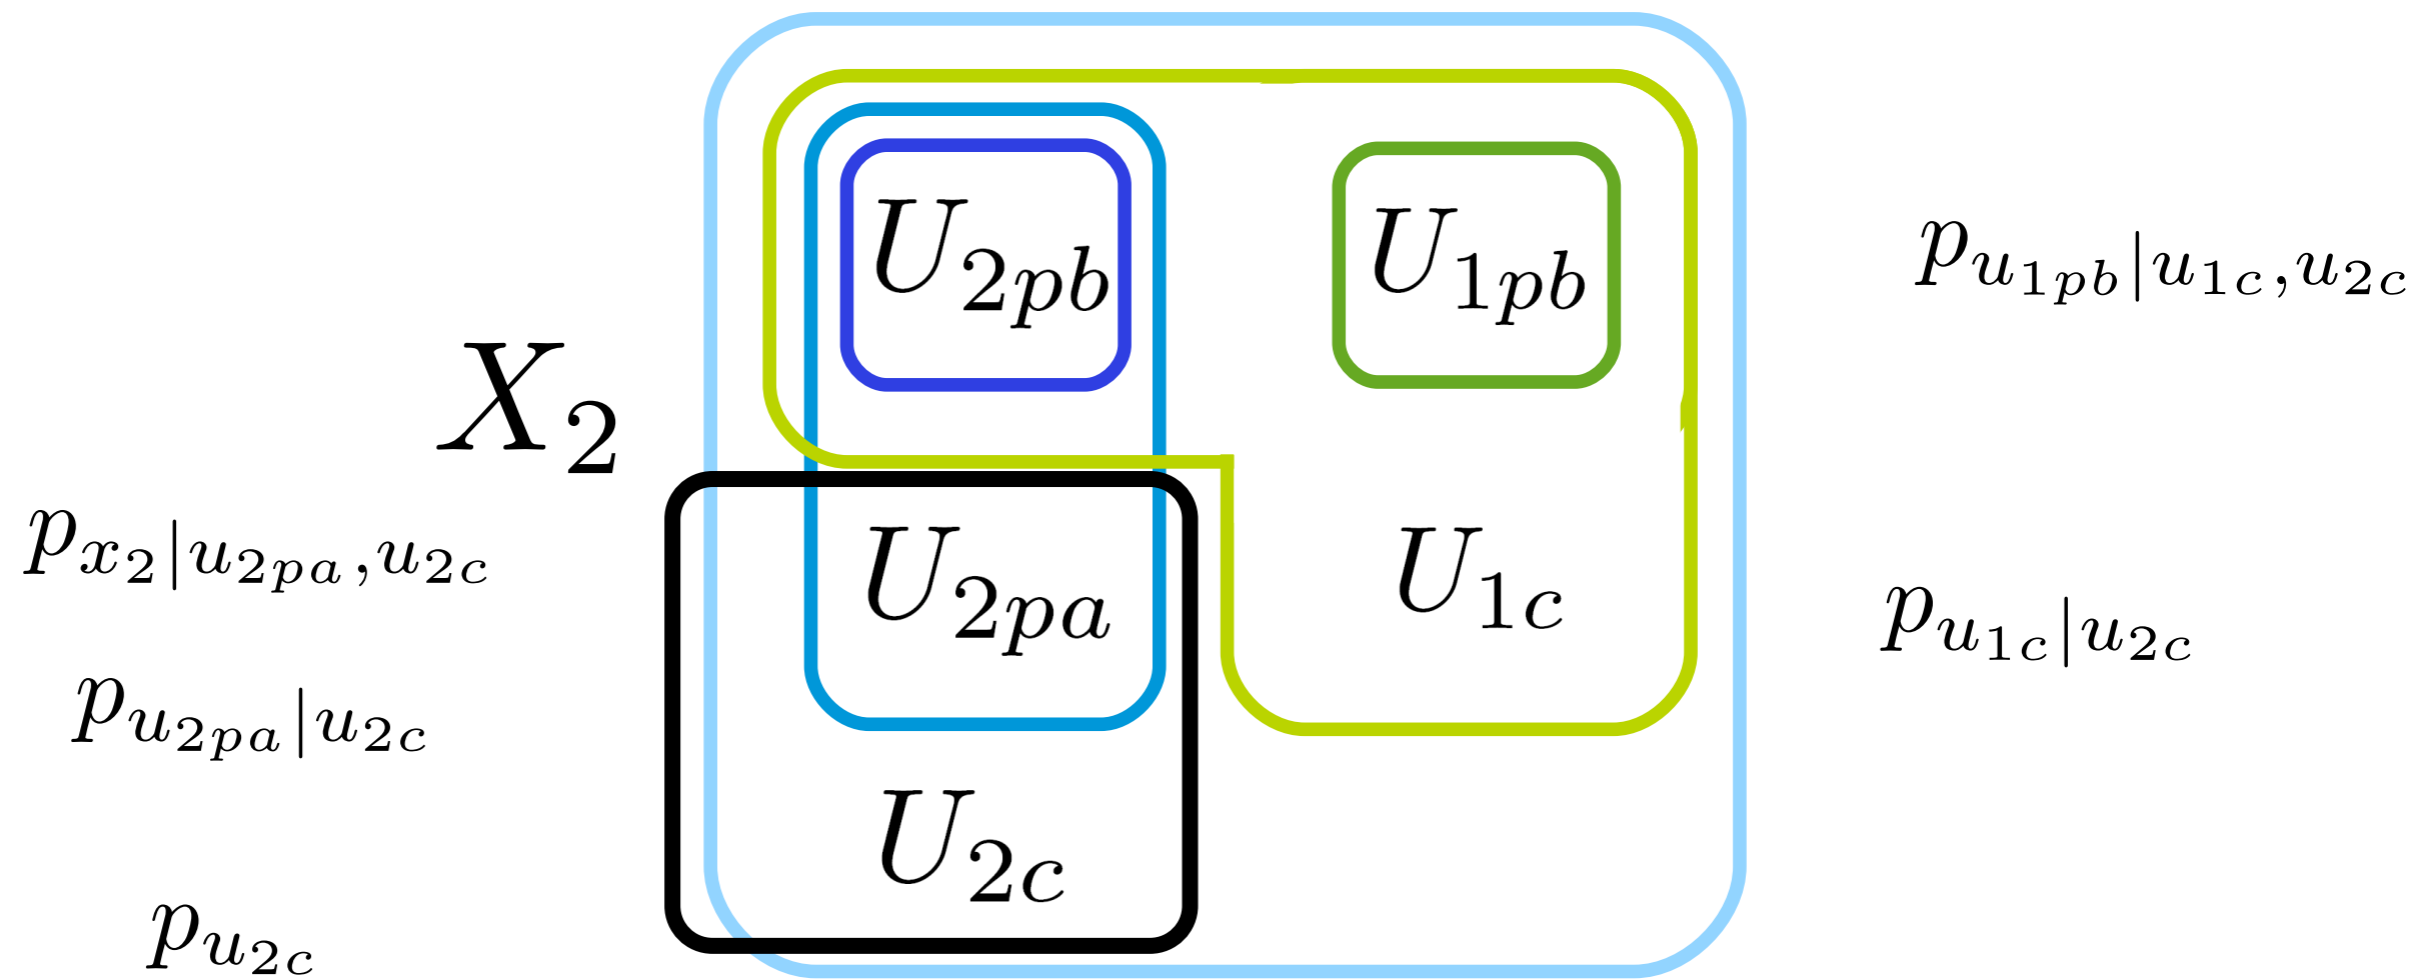 U_{2pb} U_{1pb}
p_{u_{1pb}|u_{1c},u_{2c}}
X_2
p_{x_2|u_{2pa},u_{2c}}
U_{2pa} U_{1c}
p_{u_{1c}|u_{2c}}
p_{u_{2pa}|u_{2c}}
U_{2c}
p_{u_{2c}}